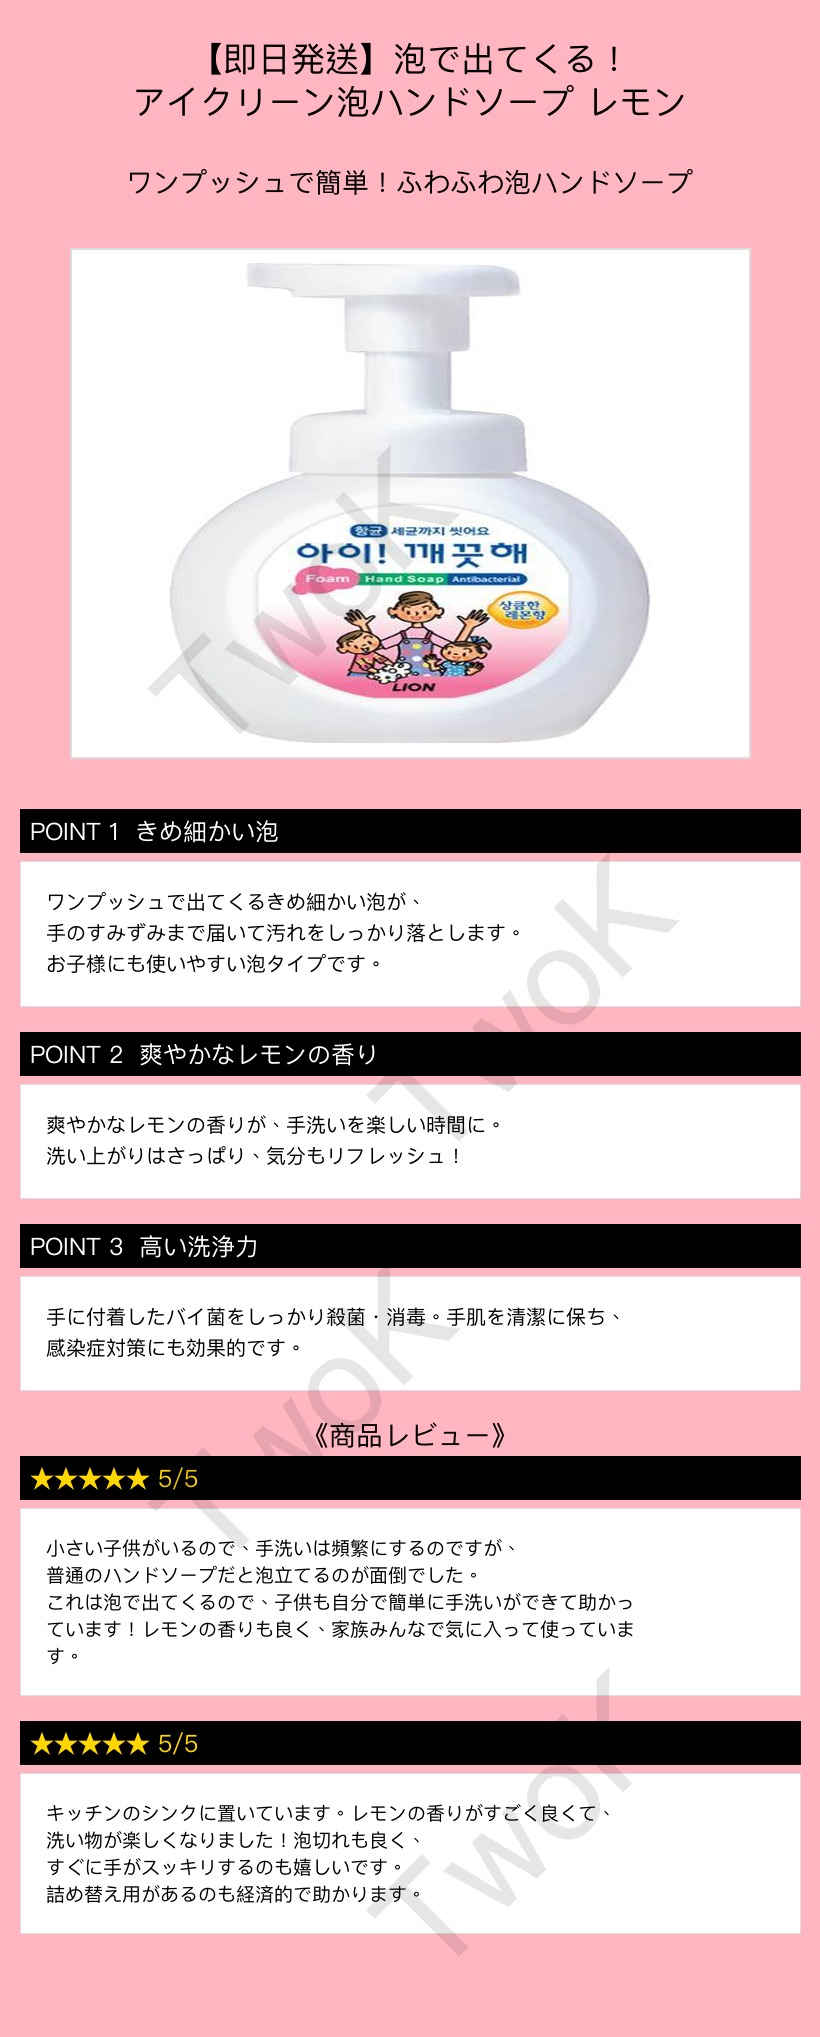 【即日発送】泡で出てくる！
アイクリーン泡ハンドソープ レモン
ワンプッシュで簡単！ふわふわ泡ハンドソープ
항균 세균까지 씻어요
아이! 깨끗해
Foam Hand Soap Antibacterial
상큼한
레몬향
LION
POINT 1 きめ細かい泡
ワンプッシュで出てくるきめ細かい泡が、
手のすみずみまで届いて汚れをしっかり落とします。
お子様にも使いやすい泡タイプです。
POINT 2 爽やかなレモンの香り
爽やかなレモンの香りが、手洗いを楽しい時間に。
洗い上がりはさっぱり、気分もリフレッシュ！
POINT 3 高い洗浄力
手に付着したバイ菌をしっかり殺菌・消毒。手肌を清潔に保ち、
感染症対策にも効果的です。
《商品レビュー》
★★★★★ 5/5
小さい子供がいるので、手洗いは頻繁にするのですが、
普通のハンドソープだと泡立てるのが面倒でした。
これは泡で出てくるので、子供も自分で簡単に手洗いができて助かっ
ています！レモンの香りも良く、家族みんなで気に入って使っていま
す。
★★★★★ 5/5
キッチンのシンクに置いています。レモンの香りがすごく良くて、
洗い物が楽しくなりました！泡切れも良く、
すぐに手がスッキリするのも嬉しいです。
詰め替え用があるのも経済的で助かります。
TwoK
TwoK
TwoK
TwoK